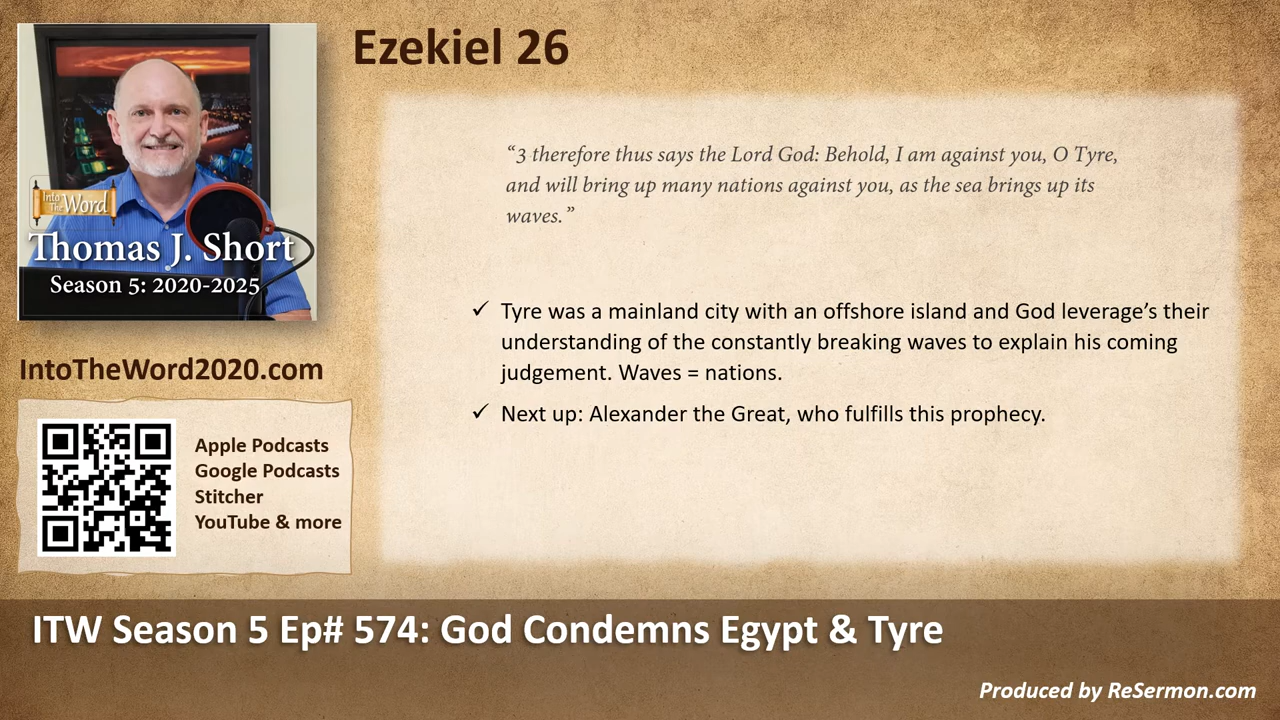 Ezekiel 26
“3 therefore thus says the Lord God: Behold, I am against you, O Tyre,
and will bring up many nations against you, as the sea brings up its
waves.”
✓ Tyre was a mainland city with an offshore island and God leverage’s their
understanding of the constantly breaking waves to explain his coming
judgement. Waves = nations.
✓ Next up: Alexander the Great, who fulfills this prophecy.
Into
The Word
Thomas J. Short
Season 5: 2020-2025
IntoTheWord2020.com
Apple Podcasts
Google Podcasts
Stitcher
YouTube & more
ITW Season 5 Ep# 574: God Condemns Egypt & Tyre
Produced by ReSermon.com